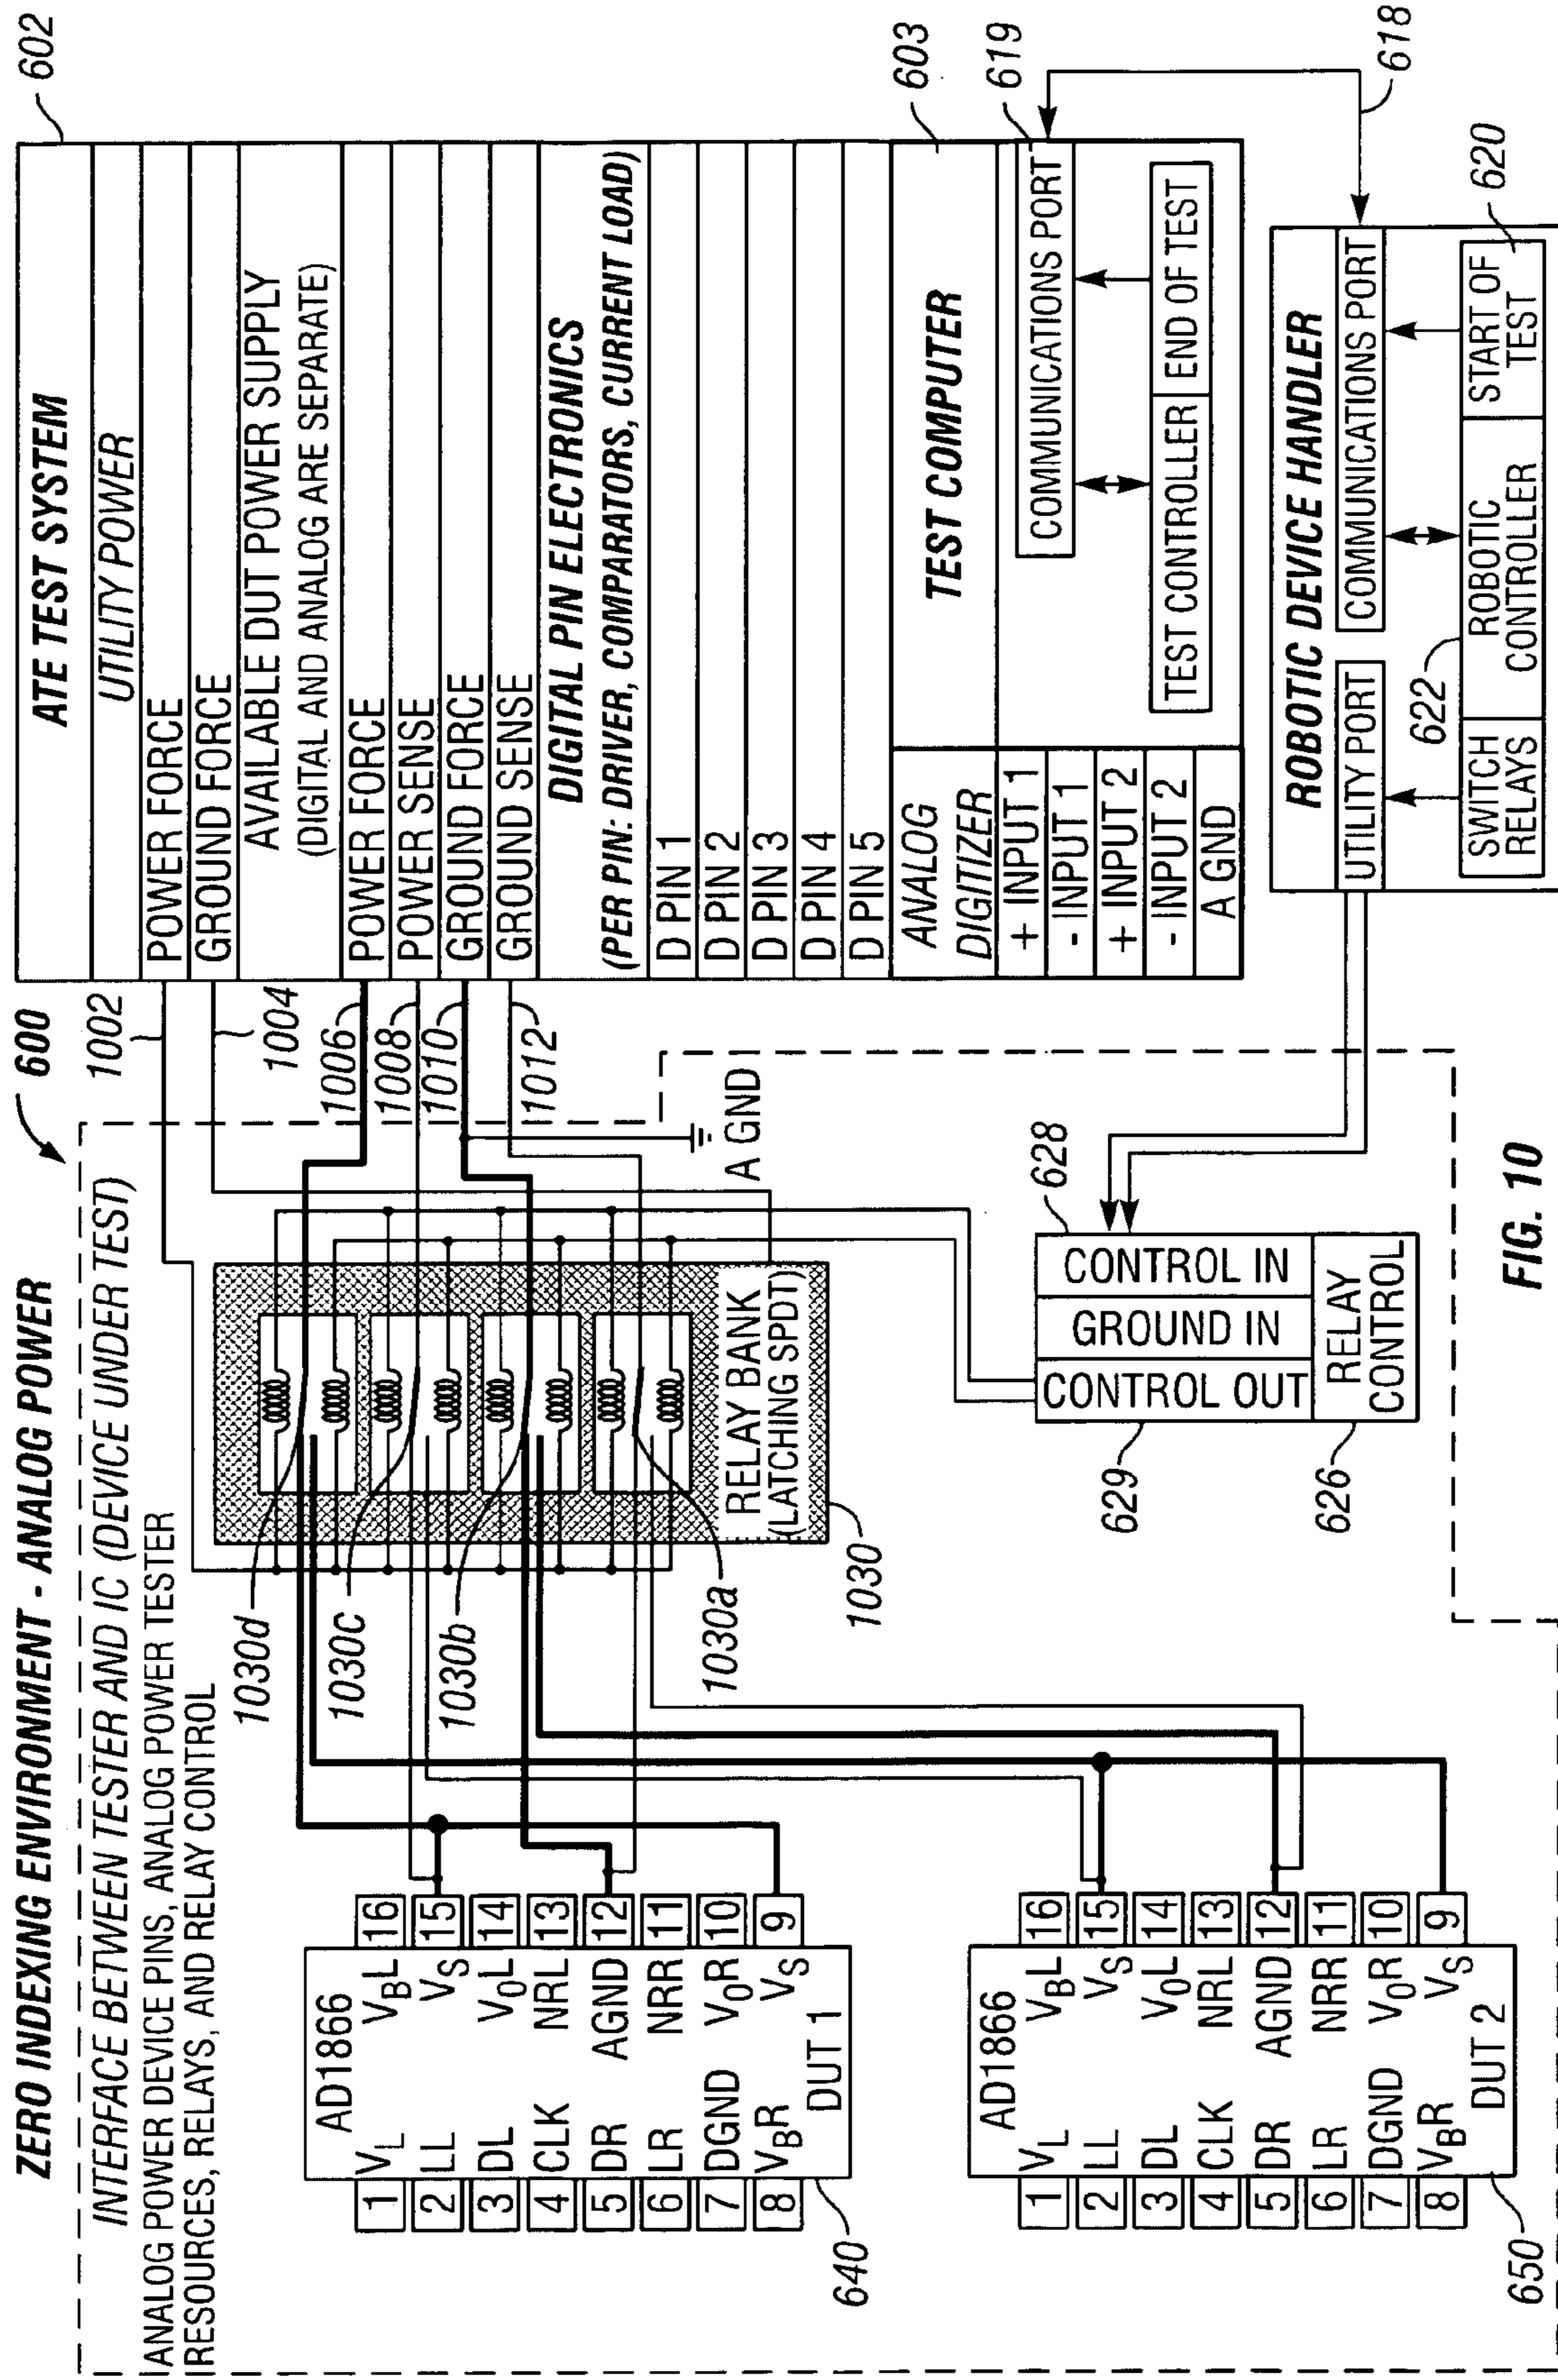 ZERO INDEXING ENVIRONMENT - ANALOG POWER
600
INTERFACE BETWEEN TESTER AND IC (DEVICE UNDER TEST)
ANALOG POWER DEVICE PINS, ANALOG POWER TESTER
RESOURCES, RELAYS, AND RELAY CONTROL
AD1866
1 VL
2 LL
3 DL
4 CLK
5 DR
6 LR
7 DGND
8 VBR
VBL 16
VS 15
VOL 14
NRL 13
AGND 12
NRR 11
VOR 10
VS 9
DUT 1
640
AD1866
1 VL
2 LL
3 DL
4 CLK
5 DR
6 LR
7 DGND
8 VBR
VBL 16
VS 15
VOL 14
NRL 13
AGND 12
NRR 11
VOR 10
VS 9
DUT 2
650
1030d
1030c
1030b
1030a
1030
RELAY BANK
(LATCHING SPDT)
A GND
1002
1004
1006
1008
1010
1012
628
CONTROL IN
GROUND IN
CONTROL OUT
RELAY
CONTROL
629
626
602
ATE TEST SYSTEM
UTILITY POWER
POWER FORCE
GROUND FORCE
AVAILABLE DUT POWER SUPPLY
(DIGITAL AND ANALOG ARE SEPARATE)
POWER FORCE
POWER SENSE
GROUND FORCE
GROUND SENSE
DIGITAL PIN ELECTRONICS
(PER PIN: DRIVER, COMPARATORS, CURRENT LOAD)
D PIN 1
D PIN 2
D PIN 3
D PIN 4
D PIN 5
ANALOG
DIGITIZER
+ INPUT 1
- INPUT 1
+ INPUT 2
- INPUT 2
A GND
603
TEST COMPUTER
619
COMMUNICATIONS PORT
TEST CONTROLLER
END OF TEST
618
ROBOTIC DEVICE HANDLER
UTILITY PORT
COMMUNICATIONS PORT
622
620
SWITCH
RELAYS
ROBOTIC
CONTROLLER
START OF
TEST
FIG. 10